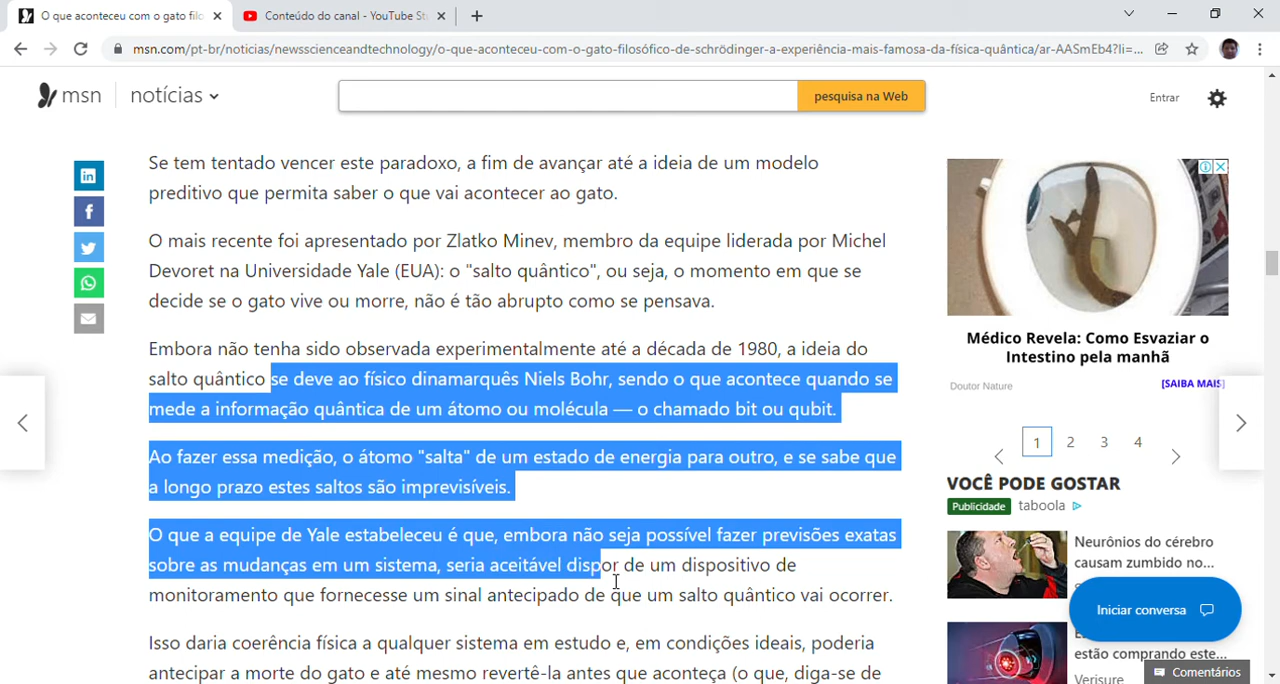 O que aconteceu com o gato filo
Conteúdo do canal - YouTube St
msn.com/pt-br/noticias/newsscienceandtechnology/o-que-aconteceu-com-o-gato-filosófico-de-schrödinger-a-experiência-mais-famosa-da-física-quântica/ar-AASmEb4?li=...
msn
notícias
pesquisa na Web
Entrar
Se tem tentado vencer este paradoxo, a fim de avançar até a ideia de um modelo
preditivo que permita saber o que vai acontecer ao gato.
O mais recente foi apresentado por Zlatko Minev, membro da equipe liderada por Michel
Devoret na Universidade Yale (EUA): o "salto quântico", ou seja, o momento em que se
decide se o gato vive ou morre, não é tão abrupto como se pensava.
Embora não tenha sido observada experimentalmente até a década de 1980, a ideia do
salto quântico se deve ao físico dinamarquês Niels Bohr, sendo o que acontece quando se
mede a informação quântica de um átomo ou molécula — o chamado bit ou qubit.
Ao fazer essa medição, o átomo "salta" de um estado de energia para outro, e se sabe que
a longo prazo estes saltos são imprevisíveis.
O que a equipe de Yale estabeleceu é que, embora não seja possível fazer previsões exatas
sobre as mudanças em um sistema, seria aceitável dispor de um dispositivo de
monitoramento que fornecesse um sinal antecipado de que um salto quântico vai ocorrer.
Isso daria coerência física a qualquer sistema em estudo e, em condições ideais, poderia
antecipar a morte do gato e até mesmo revertê-la antes que aconteça (o que, diga-se de
Médico Revela: Como Esvaziar o
Intestino pela manhã
Doutor Nature
[SAIBA MAIS]
1 2 3 4
VOCÊ PODE GOSTAR
Publicidade taboola
Neurônios do cérebro
causam zumbido no...
Iniciar conversa
estão comprando este...
Verisure
Comentários